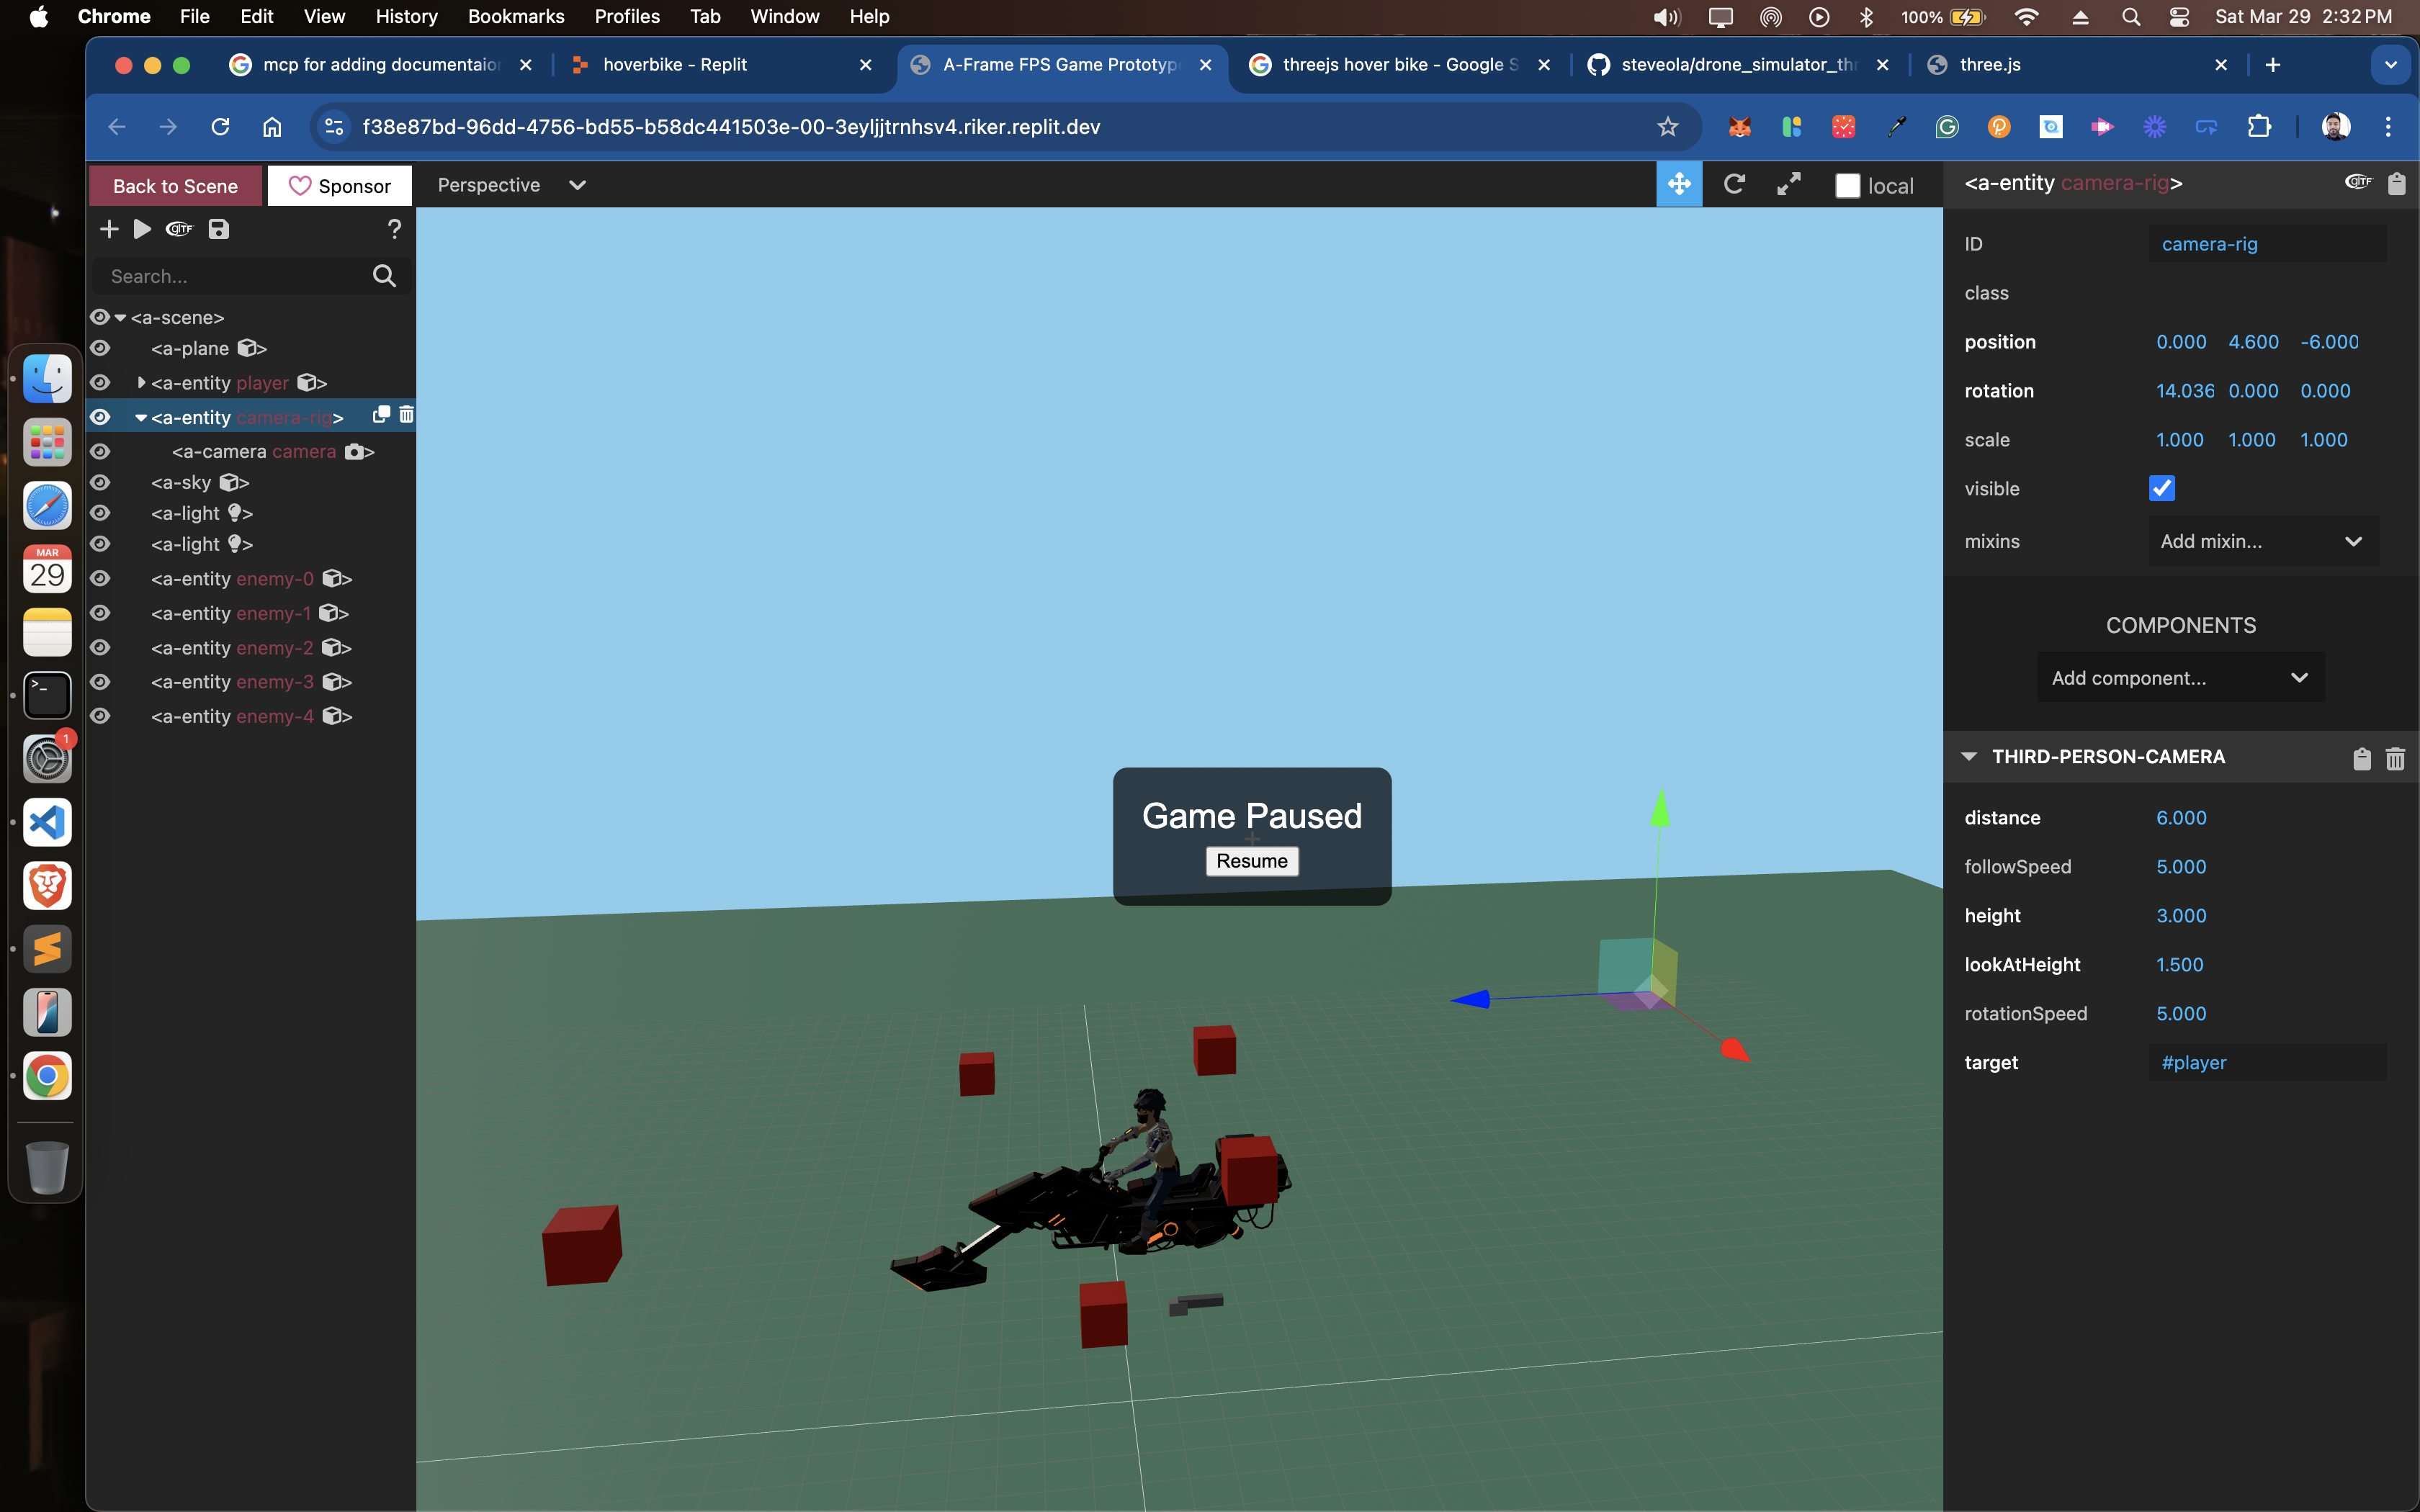 Chrome File Edit View History Bookmarks Profiles Tab Window Help 100% Sat Mar 29 2:32 PM
mcp for adding documentaion hoverbike - Replit A-Frame FPS Game Prototype threejs hover bike - Google S steveola/drone_simulator_thr three.js
f38e87bd-96dd-4756-bd55-b58dc441503e-00-3eyljjtrnhsv4.riker.replit.dev
Back to Scene Sponsor Perspective local <a-entity camera-rig> glTF
glTF ?
Search...
<a-scene>
<a-plane >
<a-entity player >
<a-entity camera-rig>
<a-camera camera >
<a-sky >
<a-light >
<a-light >
<a-entity enemy-0 >
<a-entity enemy-1 >
<a-entity enemy-2 >
<a-entity enemy-3 >
<a-entity enemy-4 >
Game Paused
Resume
ID camera-rig
class
position 0.000 4.600 -6.000
rotation 14.036 0.000 0.000
scale 1.000 1.000 1.000
visible
mixins Add mixin...
COMPONENTS
Add component...
THIRD-PERSON-CAMERA
distance 6.000
followSpeed 5.000
height 3.000
lookAtHeight 1.500
rotationSpeed 5.000
target #player
MAR
29
>_
1